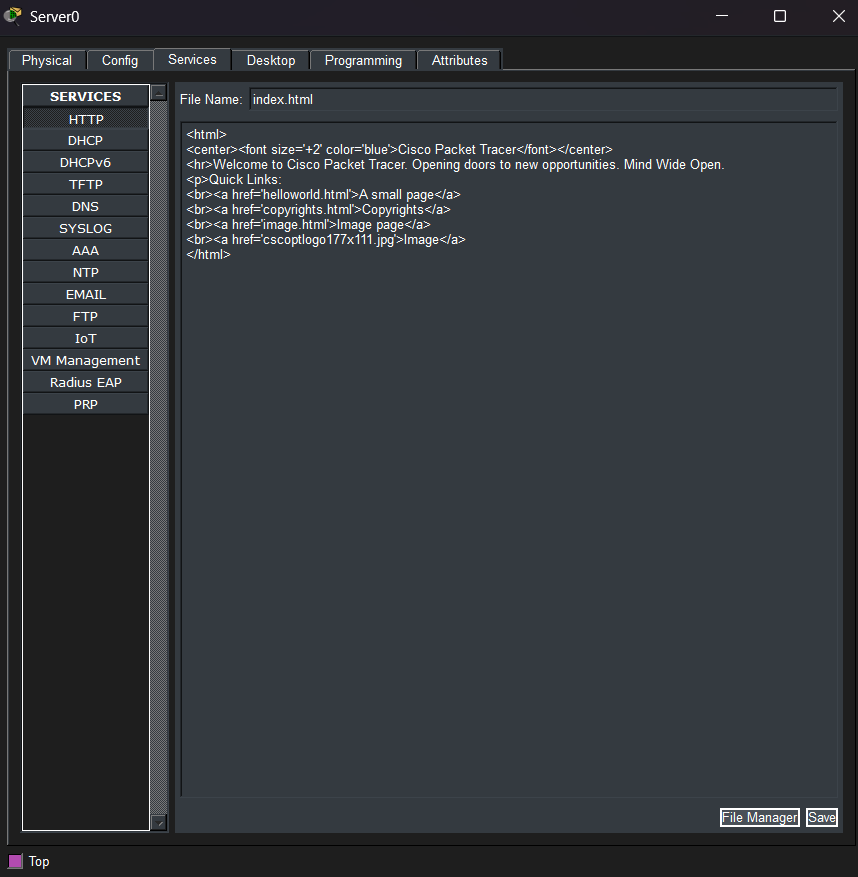 Server0
Physical Config Services Desktop Programming Attributes
SERVICES
HTTP
DHCP
DHCPv6
TFTP
DNS
SYSLOG
AAA
NTP
EMAIL
FTP
IoT
VM Management
Radius EAP
PRP
File Name: index.html
<html>
<center><font size='+2' color='blue'>Cisco Packet Tracer</font></center>
<hr>Welcome to Cisco Packet Tracer. Opening doors to new opportunities. Mind Wide Open.
<p>Quick Links:
<br><a href='helloworld.html'>A small page</a>
<br><a href='copyrights.html'>Copyrights</a>
<br><a href='image.html'>Image page</a>
<br><a href='cscoptlogo177x111.jpg'>Image</a>
</html>
File Manager Save
Top